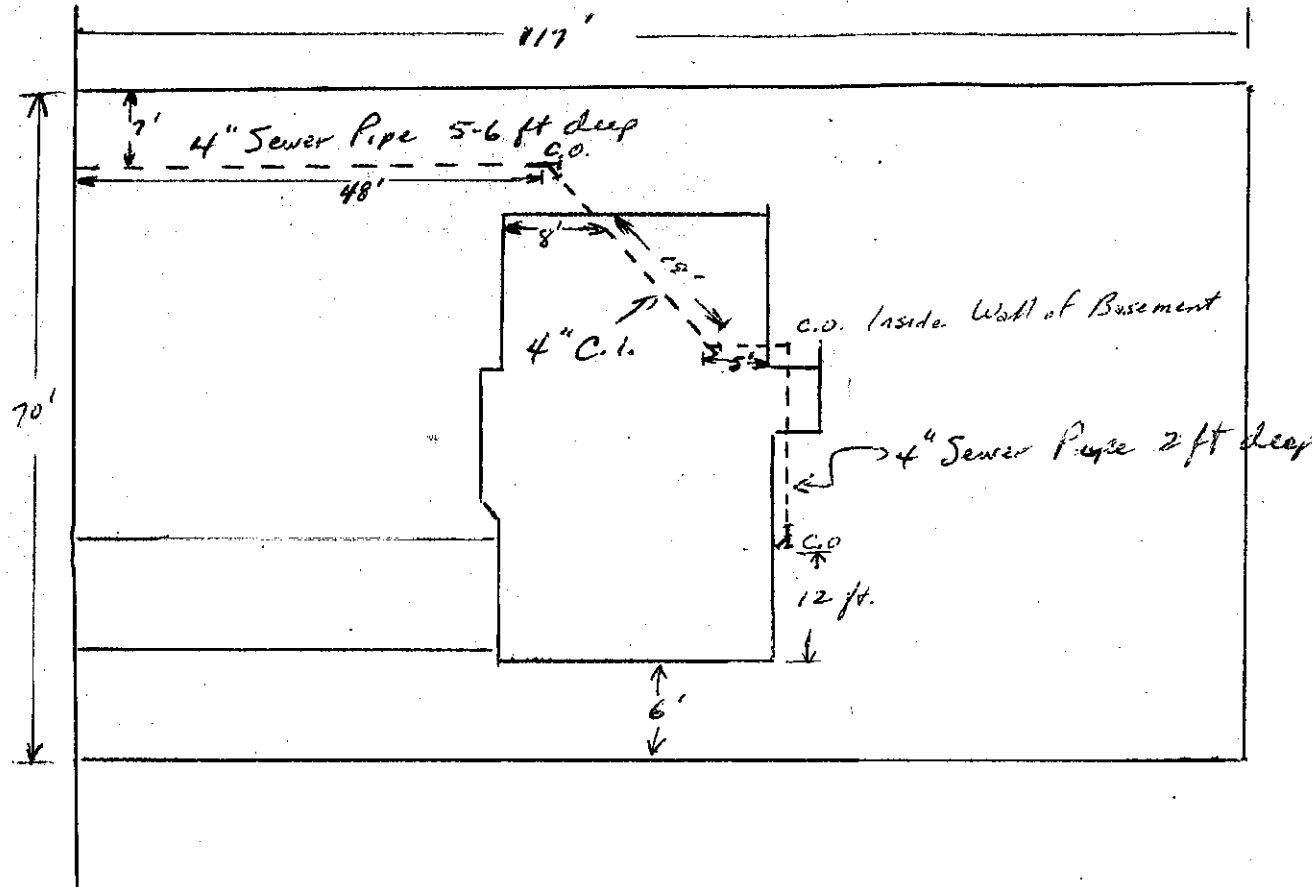 117'
7'
4" Sewer Pipe 5-6 ft deep
C.O.
48'
8'
C.O. Inside Wall of Basement
4" C.I.
5'
70'
4" Sewer Pipe 2 ft deep
C.O
12 ft.
6'